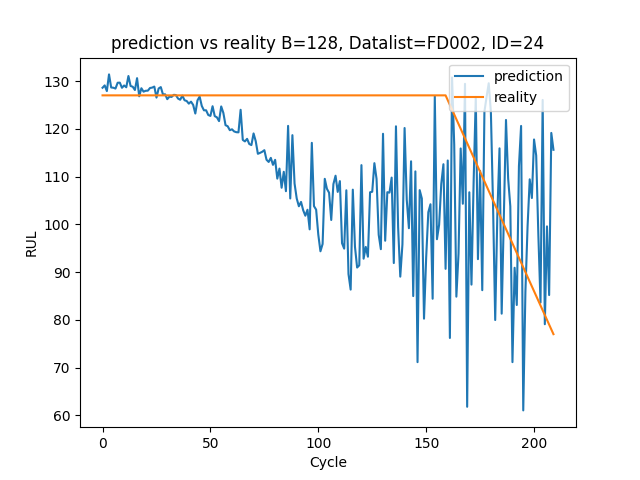 prediction vs reality B=128, Datalist=FD002, ID=24
prediction
reality
RUL
130
120
110
100
90
80
70
60
0 50 100 150 200
Cycle